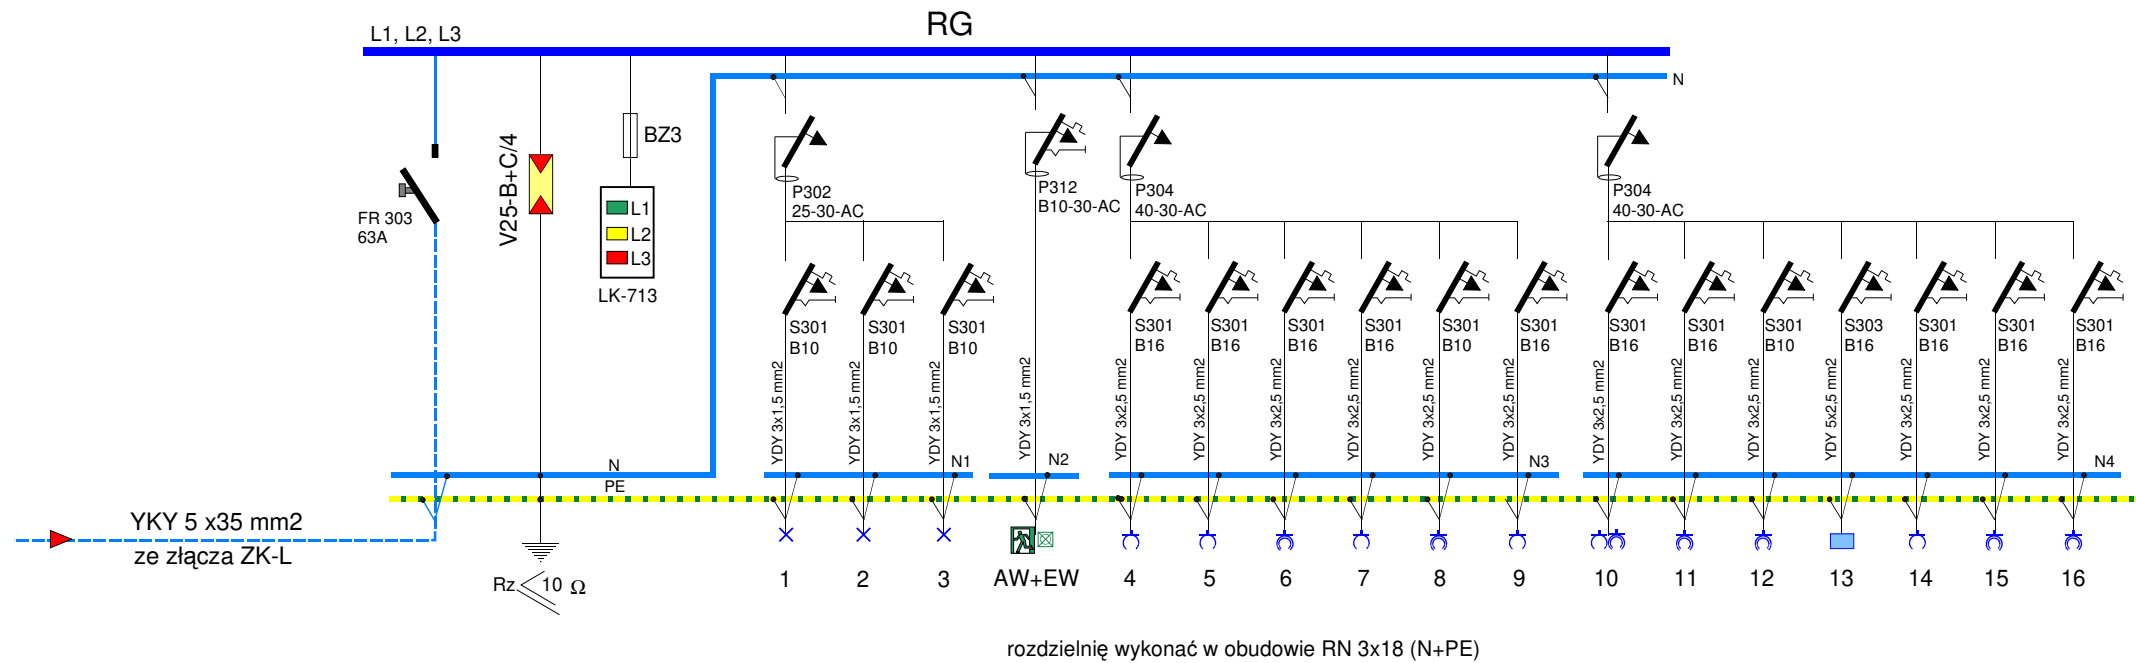 RG
L1, L2, L3
N
FR 303
63A
V25-B+C/4
BZ3
L1
L2
L3
LK-713
P302
25-30-AC
P312
B10-30-AC
P304
40-30-AC
P304
40-30-AC
S301
B10
S301
B10
S301
B10
S301
B16
S301
B16
S301
B16
S301
B16
S301
B10
S301
B16
S301
B16
S301
B16
S301
B10
S303
B16
S301
B16
S301
B16
S301
B16
YDY 3x1,5 mm2
YDY 3x1,5 mm2
YDY 3x1,5 mm2
YDY 3x1,5 mm2
YDY 3x2,5 mm2
YDY 3x2,5 mm2
YDY 3x2,5 mm2
YDY 3x2,5 mm2
YDY 3x2,5 mm2
YDY 3x2,5 mm2
YDY 3x2,5 mm2
YDY 3x2,5 mm2
YDY 3x2,5 mm2
YDY 5x2,5 mm2
YDY 3x2,5 mm2
YDY 3x2,5 mm2
YDY 3x2,5 mm2
N
PE
N1
N2
N3
N4
YKY 5 x35 mm2
ze złącza ZK-L
Rz < 10 Ω
1
2
3
AW+EW
4
5
6
7
8
9
10
11
12
13
14
15
16
rozdzielnię wykonać w obudowie RN 3x18 (N+PE)